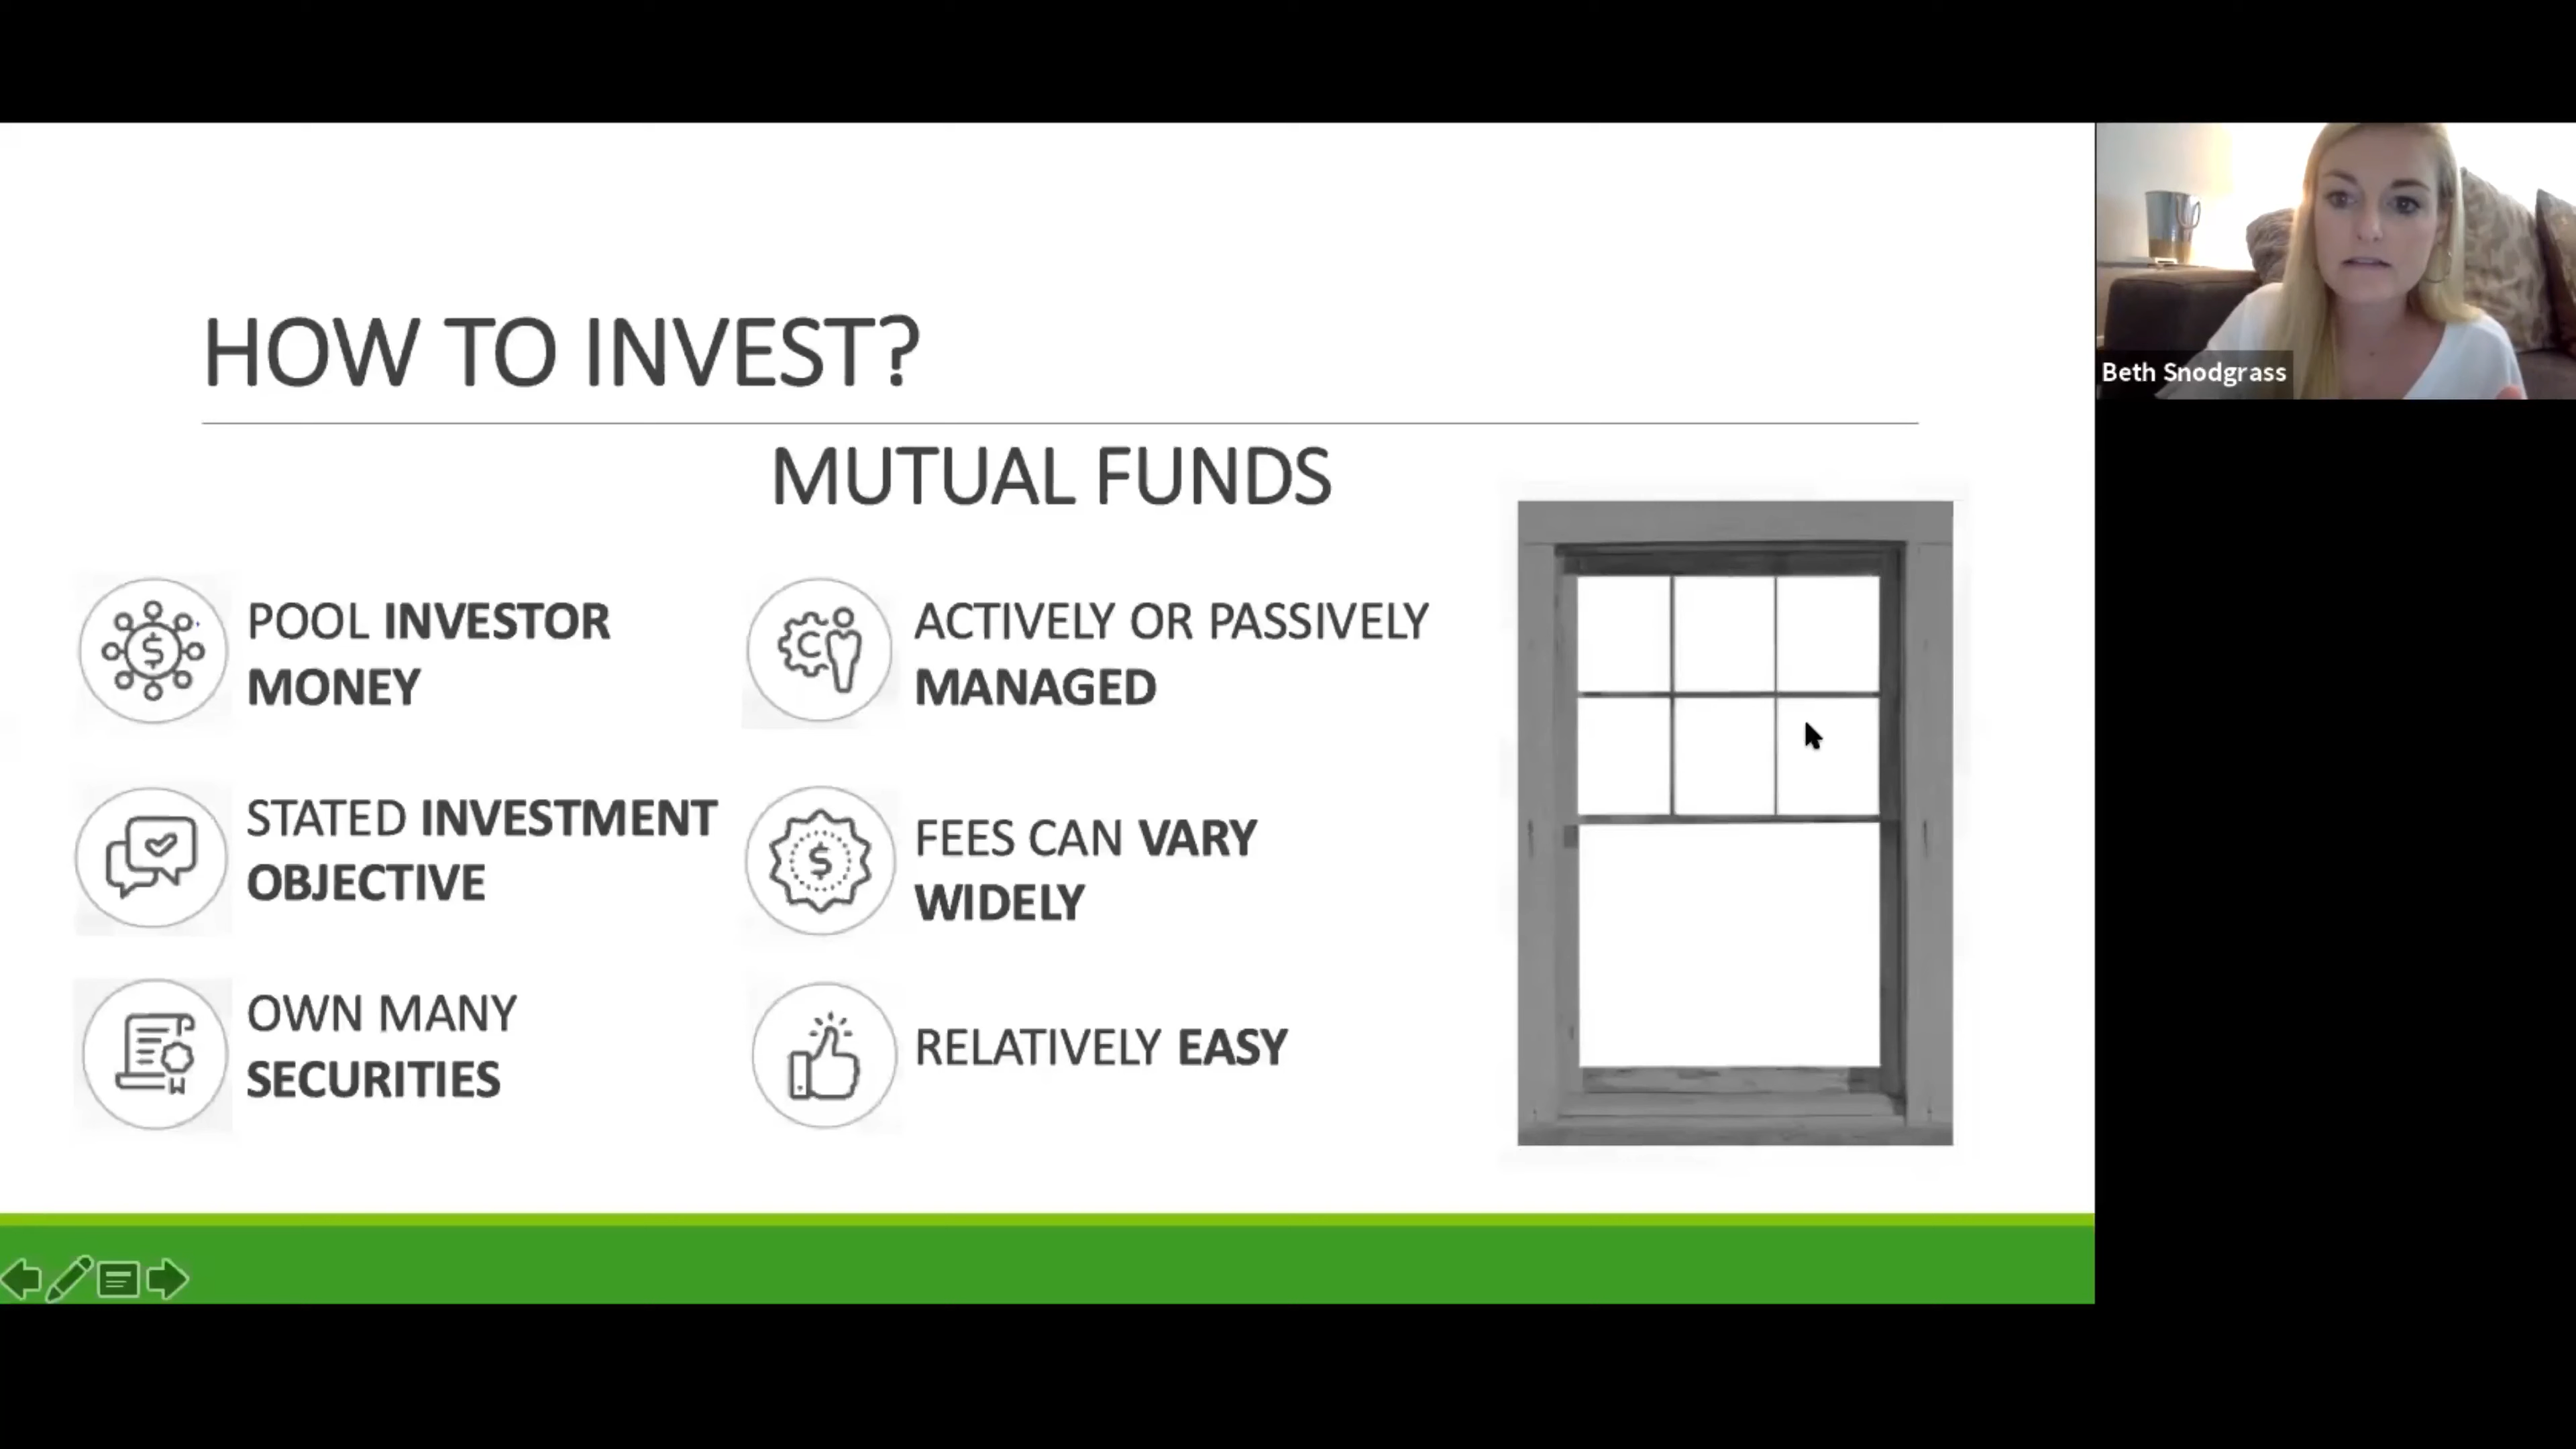 HOW TO INVEST?
MUTUAL FUNDS
POOL INVESTOR
MONEY
STATED INVESTMENT
OBJECTIVE
OWN MANY
SECURITIES
ACTIVELY OR PASSIVELY
MANAGED
FEES CAN VARY
WIDELY
RELATIVELY EASY
Beth Snodgrass